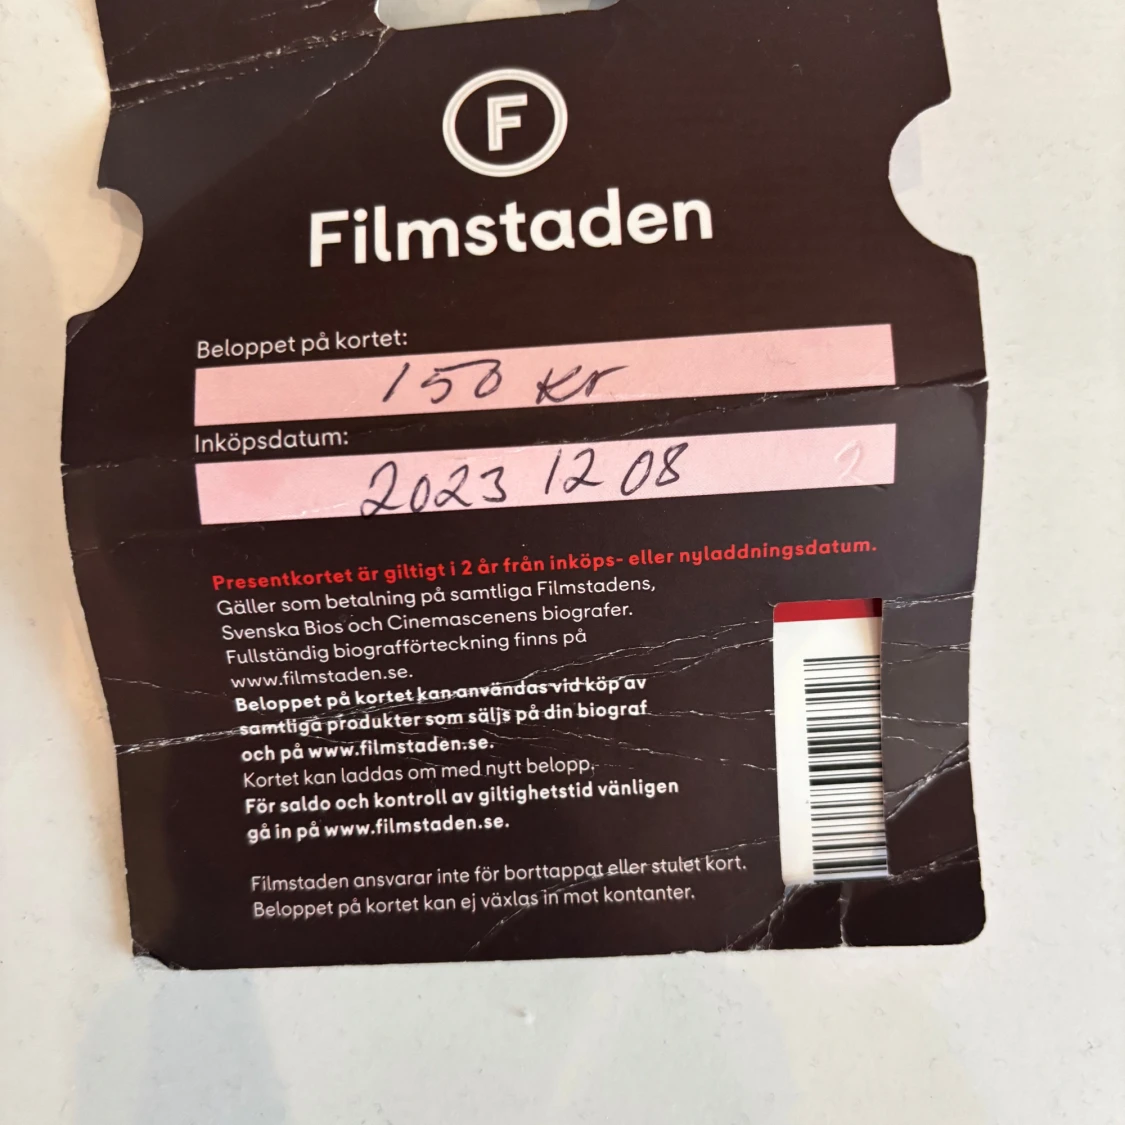 F
Filmstaden
Beloppet på kortet:
150 kr
Inköpsdatum:
2023 12 08
2
Presentkortet är giltigt i 2 år från inköps- eller nyladdningsdatum.
Gäller som betalning på samtliga Filmstadens,
Svenska Bios och Cinemascenens biografer.
Fullständig biografförteckning finns på
www.filmstaden.se.
Beloppet på kortet kan användas vid köp av
samtliga produkter som säljs på din biograf
och på www.filmstaden.se.
Kortet kan laddas om med nytt belopp.
För saldo och kontroll av giltighetstid vänligen
gå in på www.filmstaden.se.
Filmstaden ansvarar inte för borttappat eller stulet kort.
Beloppet på kortet kan ej växlas in mot kontanter.